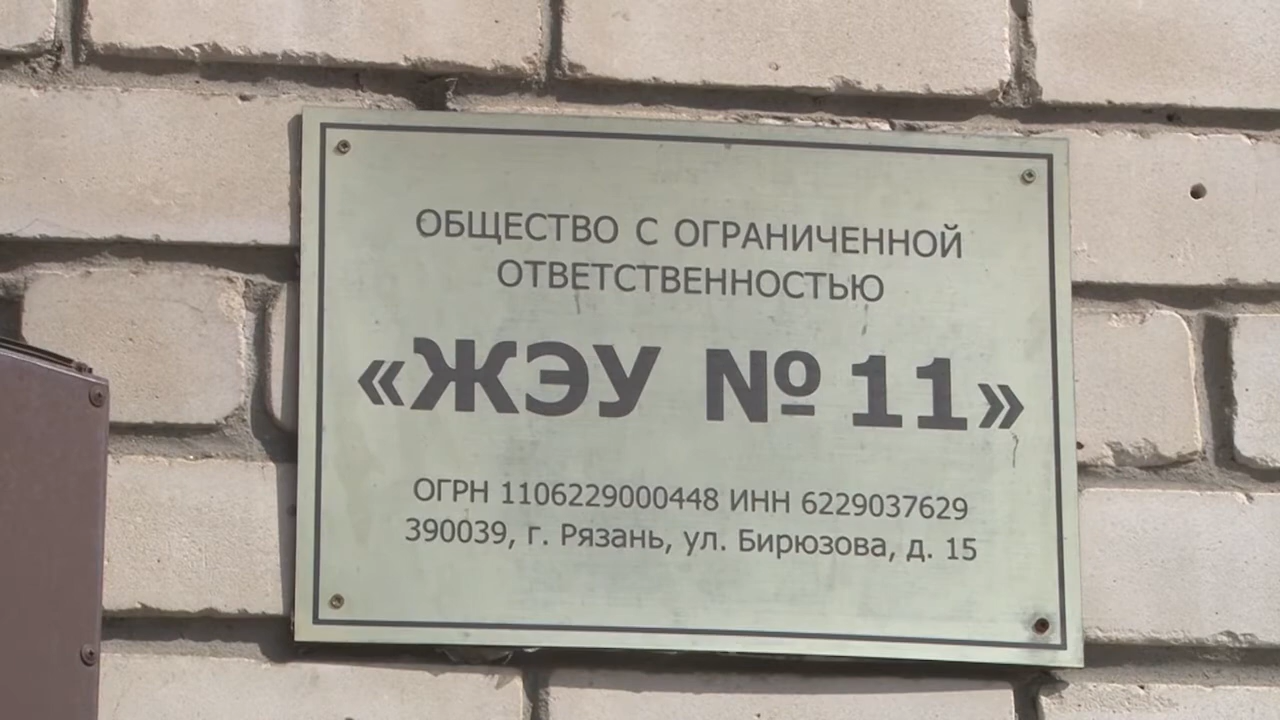 ОБЩЕСТВО С ОГРАНИЧЕННОЙ
ОТВЕТСТВЕННОСТЬЮ
«ЖЭУ № 11»
ОГРН 1106229000448 ИНН 6229037629
390039, г. Рязань, ул. Бирюзова, д. 15